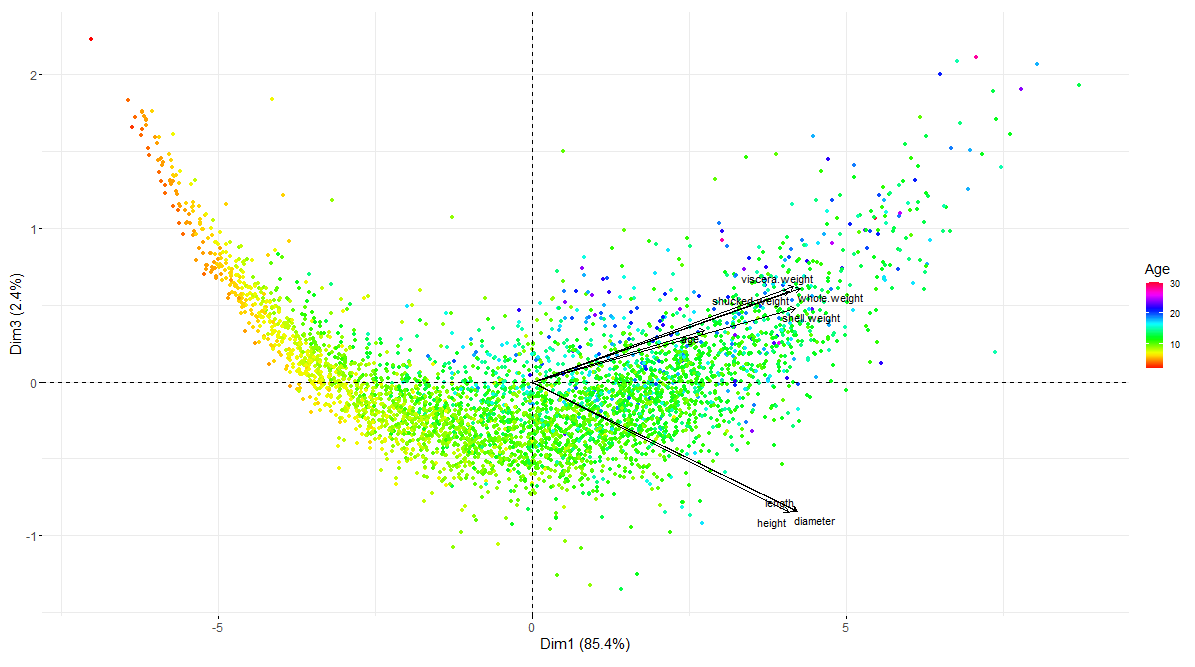 2
1
0
-1
-5
0
5
Dim3 (2.4%)
Dim1 (85.4%)
viscera.weight
shucked.weight
whole.weight
shell.weight
age
length
height
diameter
Age
30
20
10